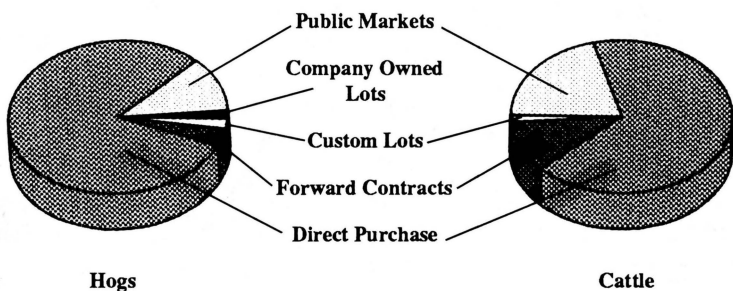 Public Markets
Company Owned
Lots
Custom Lots
Forward Contracts
Direct Purchase
Hogs
Cattle